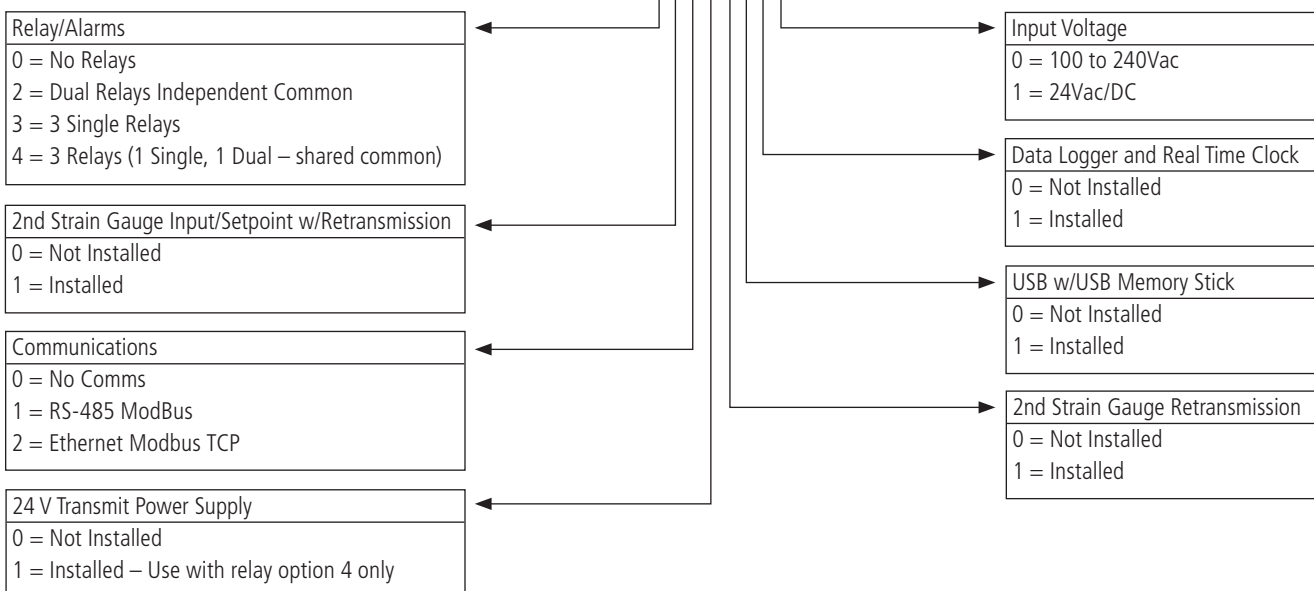 Relay/Alarms
0 = No Relays
2 = Dual Relays Independent Common
3 = 3 Single Relays
4 = 3 Relays (1 Single, 1 Dual – shared common)
2nd Strain Gauge Input/Setpoint w/Retransmission
0 = Not Installed
1 = Installed
Communications
0 = No Comms
1 = RS-485 ModBus
2 = Ethernet Modbus TCP
24 V Transmit Power Supply
0 = Not Installed
1 = Installed – Use with relay option 4 only
Input Voltage
0 = 100 to 240Vac
1 = 24Vac/DC
Data Logger and Real Time Clock
0 = Not Installed
1 = Installed
USB w/USB Memory Stick
0 = Not Installed
1 = Installed
2nd Strain Gauge Retransmission
0 = Not Installed
1 = Installed